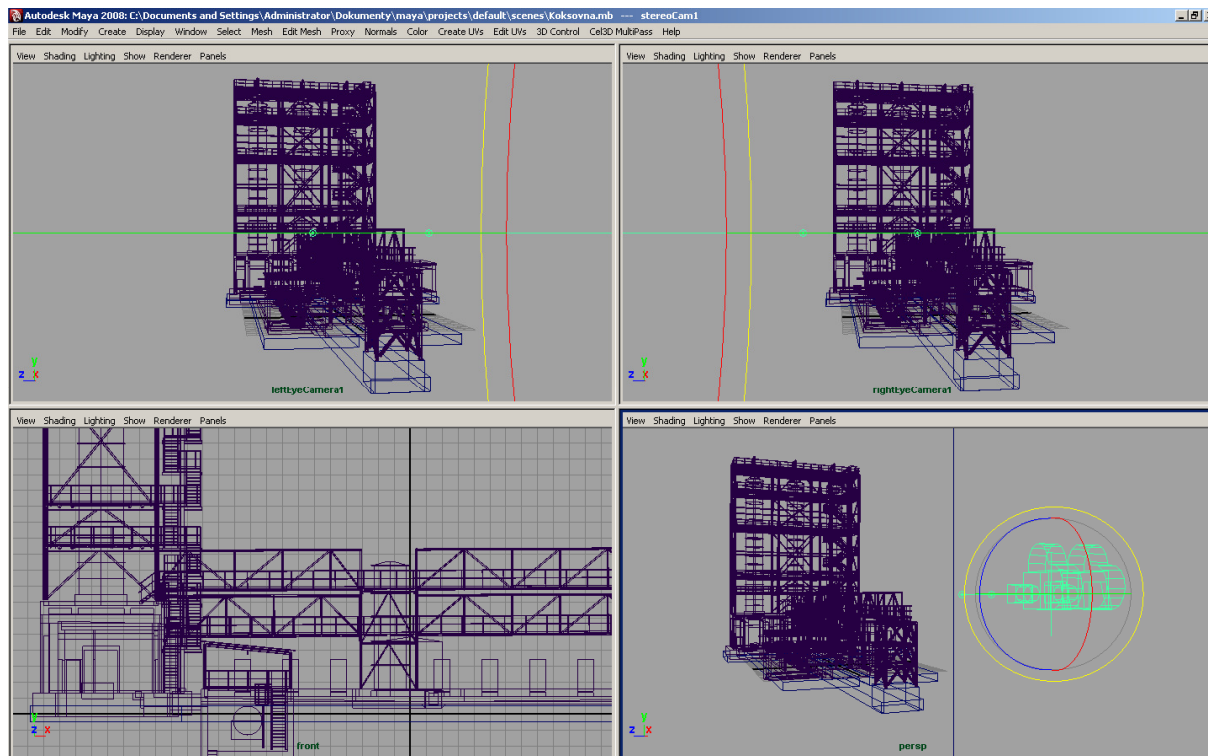 Autodesk Maya 2008: C:\Documents and Settings\Administrator\Dokumenty\maya\projects\default\scenes\Koksovna.mb --- stereoCam1
File Edit Modify Create Display Window Select Mesh Edit Mesh Proxy Normals Color Create UVs Edit UVs 3D Control Cel3D MultiPass Help
View Shading Lighting Show Renderer Panels
y
z x
leftEyeCamera1
View Shading Lighting Show Renderer Panels
y
z x
rightEyeCamera1
View Shading Lighting Show Renderer Panels
y
z x
front
View Shading Lighting Show Renderer Panels
y
z x
persp